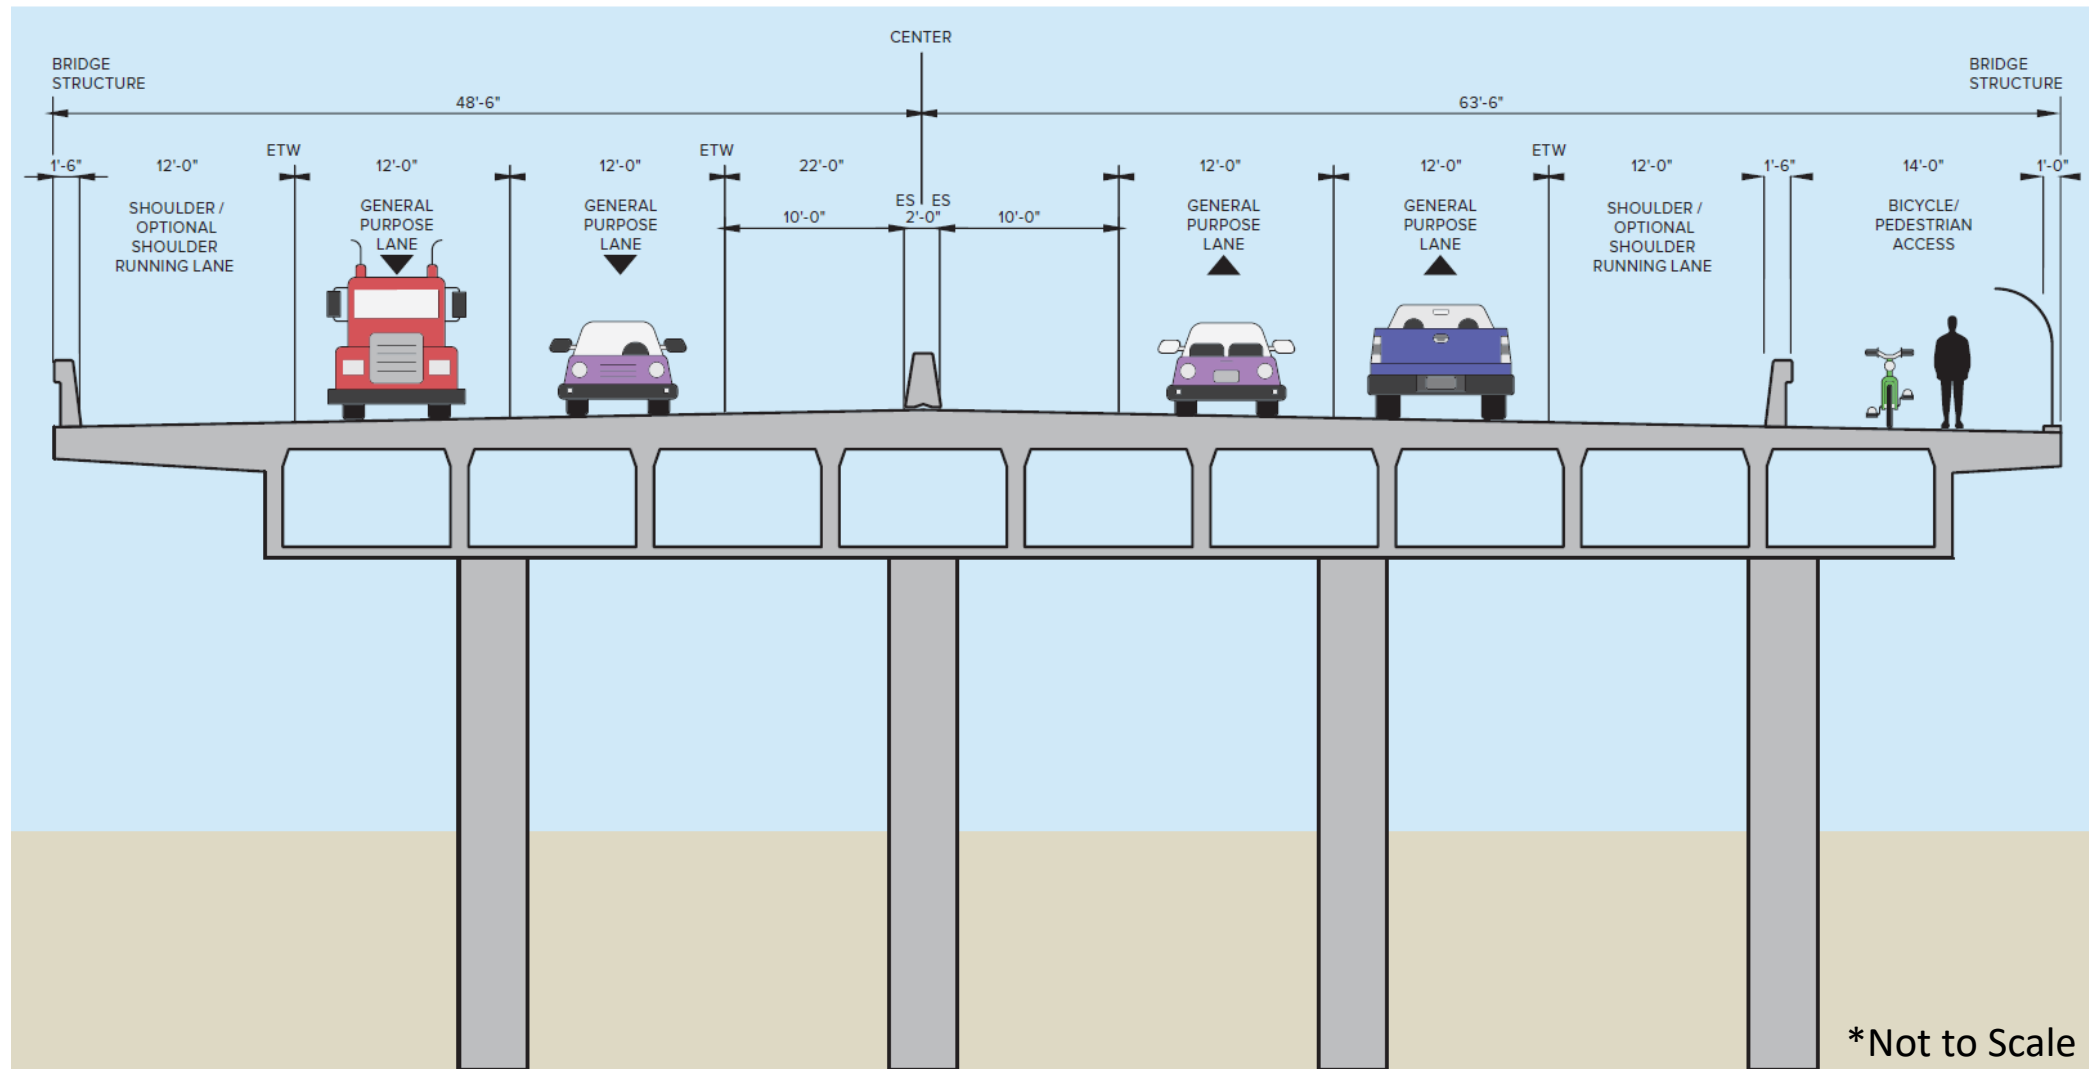 CENTER
BRIDGE
STRUCTURE
BRIDGE
STRUCTURE
48'-6"
63'-6"
ETW
ETW
ETW
1'-6"
12'-0"
12'-0"
12'-0"
22'-0"
12'-0"
12'-0"
12'-0"
1'-6"
14'-0"
1'-0"
SHOULDER /
OPTIONAL
SHOULDER
RUNNING LANE
GENERAL
PURPOSE
LANE
GENERAL
PURPOSE
LANE
10'-0"
ES ES
2'-0"
10'-0"
GENERAL
PURPOSE
LANE
GENERAL
PURPOSE
LANE
SHOULDER /
OPTIONAL
SHOULDER
RUNNING LANE
BICYCLE/
PEDESTRIAN
ACCESS
*Not to Scale